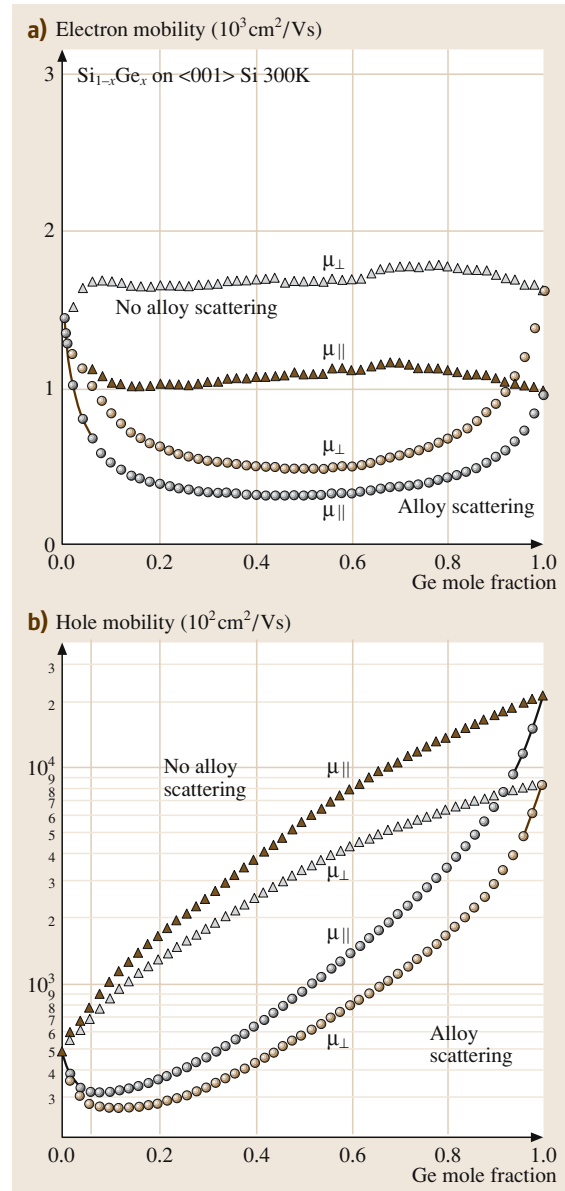 a) Electron mobility (10³cm²/Vs)
3
Si₁₋ₓGeₓ on <001> Si 300K
2
μ⊥
No alloy scattering
μ||
1
μ⊥
μ||
Alloy scattering
0
0.0 0.2 0.4 0.6 0.8 1.0
Ge mole fraction
b) Hole mobility (10²cm²/Vs)
3
2
μ||
10⁴
No alloy
scattering
9
8
7
6
5
4
μ⊥
3
2
μ||
10³
9
8
7
6
μ⊥
Alloy
scattering
5
4
3
0.0 0.2 0.4 0.6 0.8 1.0
Ge mole fraction